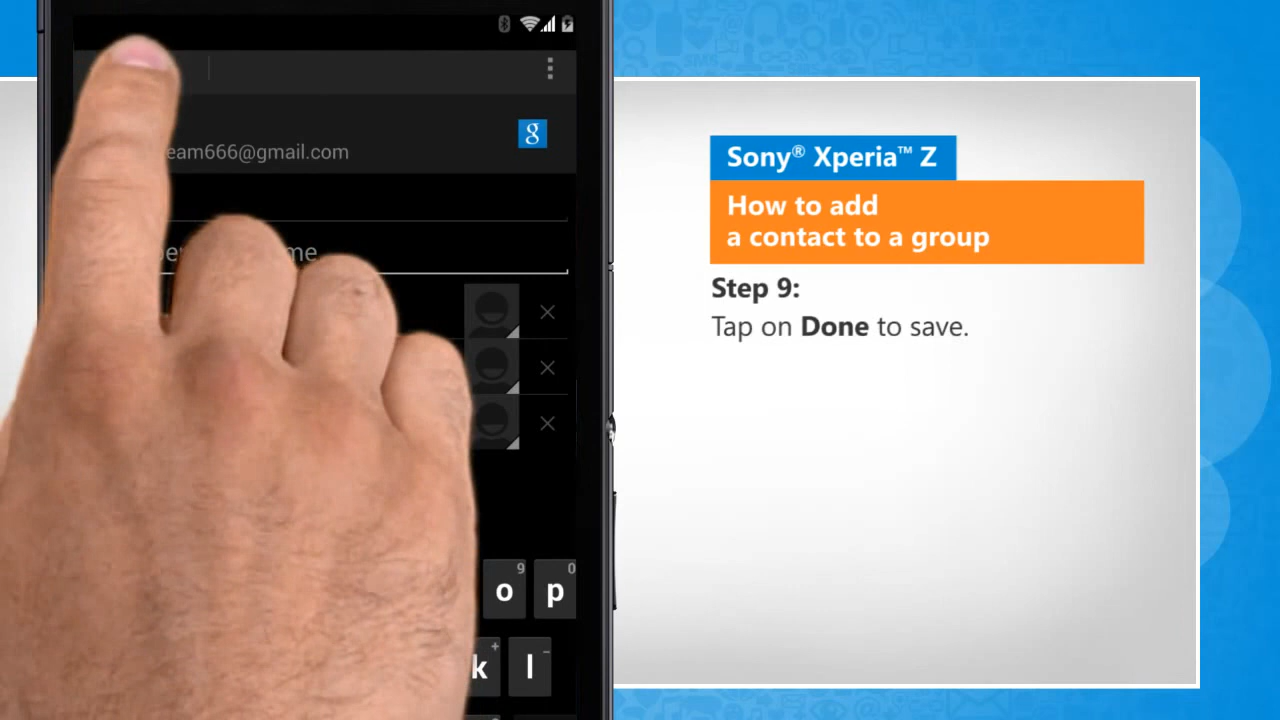 eam666@gmail.com
g
me
9
0
o
p
+
-
k
l
Sony® Xperia™ Z
How to add
a contact to a group
Step 9:
Tap on Done to save.